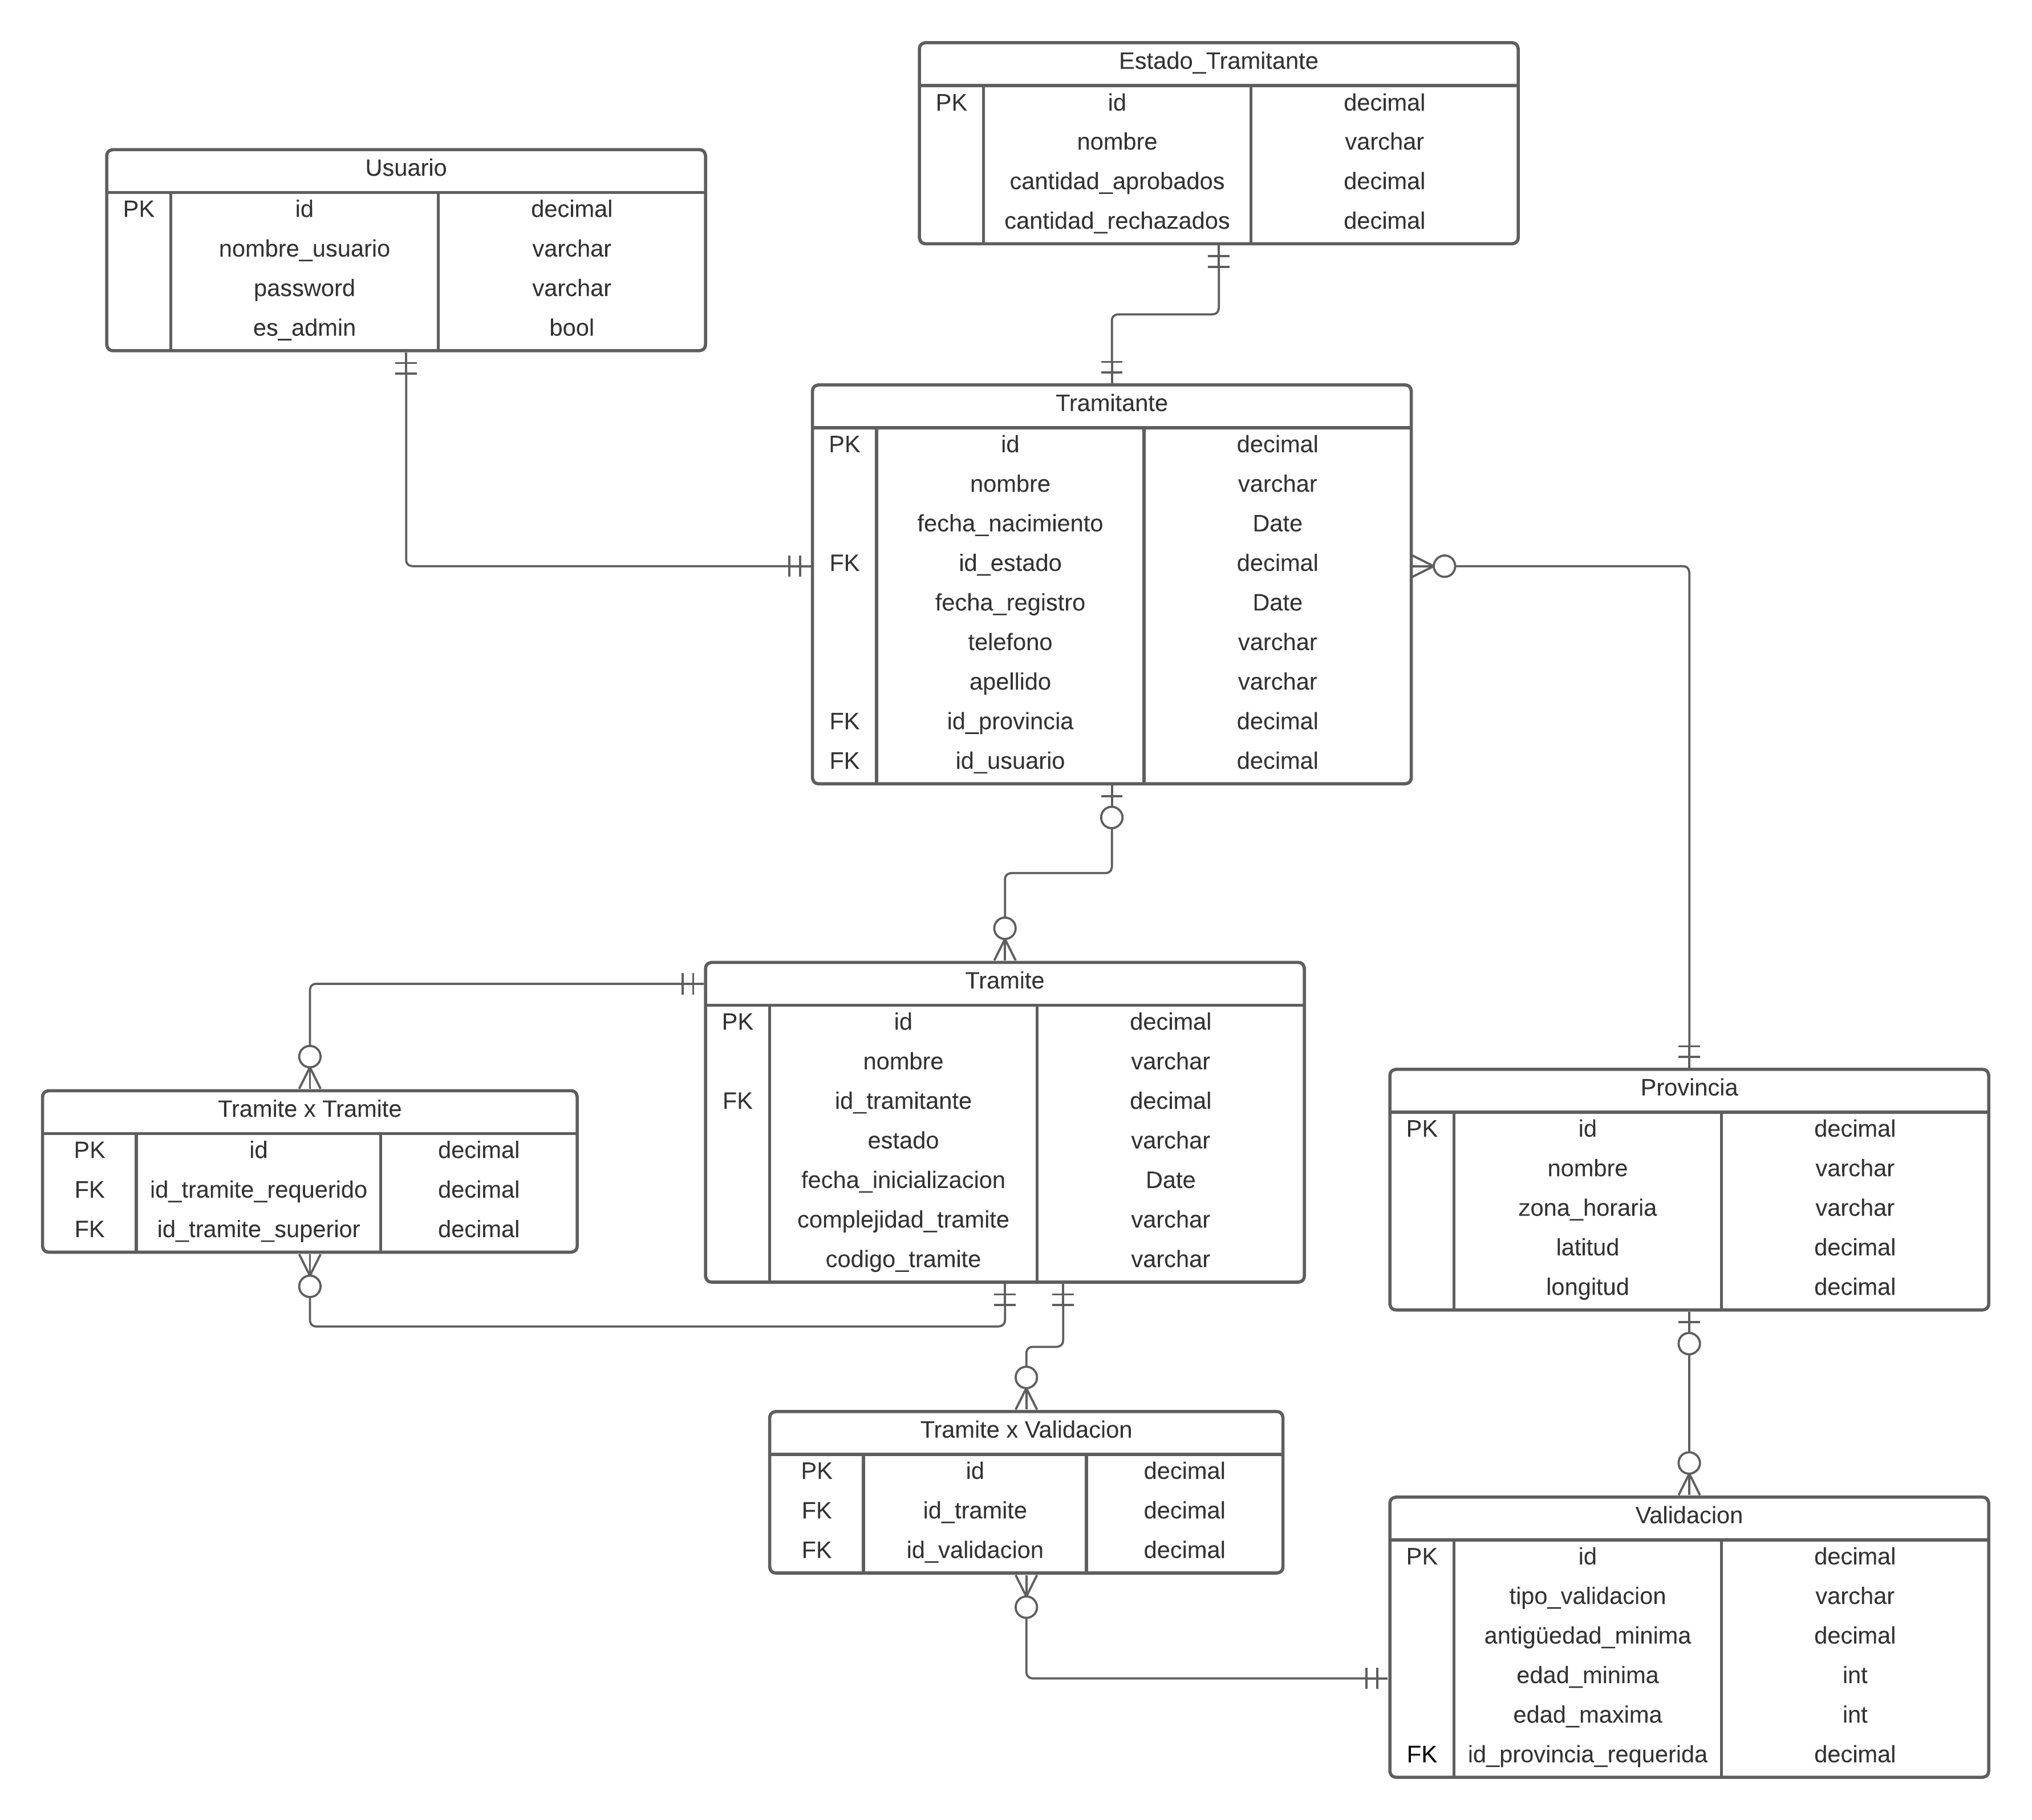 Estado_Tramitante
PK id decimal
nombre varchar
cantidad_aprobados decimal
cantidad_rechazados decimal
Usuario
PK id decimal
nombre_usuario varchar
password varchar
es_admin bool
Tramitante
PK id decimal
nombre varchar
fecha_nacimiento Date
FK id_estado decimal
fecha_registro Date
telefono varchar
apellido varchar
FK id_provincia decimal
FK id_usuario decimal
Tramite
PK id decimal
nombre varchar
FK id_tramitante decimal
estado varchar
fecha_inicializacion Date
complejidad_tramite varchar
codigo_tramite varchar
Tramite x Tramite
PK id decimal
FK id_tramite_requerido decimal
FK id_tramite_superior decimal
Provincia
PK id decimal
nombre varchar
zona_horaria varchar
latitud decimal
longitud decimal
Tramite x Validacion
PK id decimal
FK id_tramite decimal
FK id_validacion decimal
Validacion
PK id decimal
tipo_validacion varchar
antigüedad_minima decimal
edad_minima int
edad_maxima int
FK id_provincia_requerida decimal